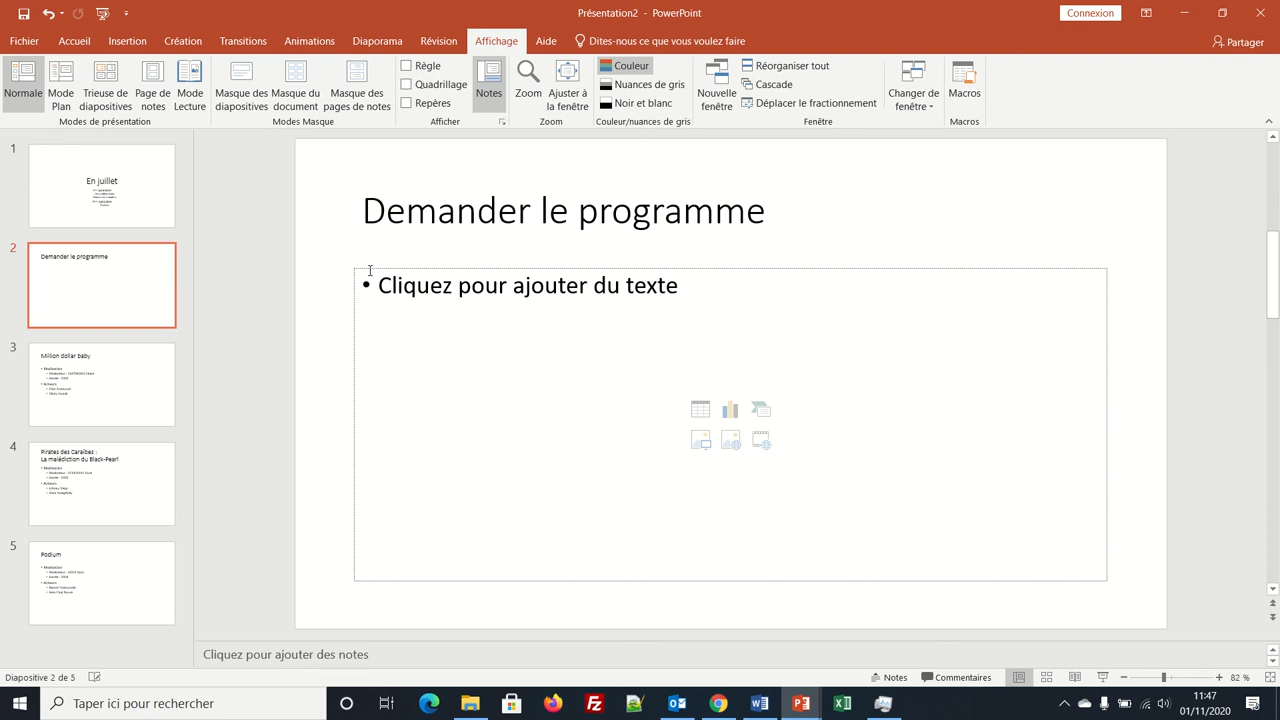 Présentation2 - PowerPoint
Connexion
Fichier Accueil Insertion Création Transitions Animations Diaporama Révision Affichage Aide Dites-nous ce que vous voulez faire Partager
Normale
Mode Plan
Trieuse de diapositives
Page de notes
Mode Lecture
Modes de présentation
Masque des diapositives
Masque du document
Masque des pages de notes
Modes Masque
Règle
Quadrillage
Repères
Afficher
Notes
Zoom
Ajuster à la fenêtre
Zoom
Couleur
Nuances de gris
Noir et blanc
Couleur/nuances de gris
Nouvelle fenêtre
Réorganiser tout
Cascade
Déplacer le fractionnement
Changer de fenêtre
Fenêtre
Macros
Macros
1
En juillet
2
Demander le programme
3
Million dollar baby
4
Pirates des Caraïbes :
La malédiction du Black-Pearl
5
Podium
Demander le programme
• Cliquez pour ajouter du texte
Cliquez pour ajouter des notes
Diapositive 2 de 5
Notes
Commentaires
82 %
Taper ici pour rechercher
11:47
01/11/2020